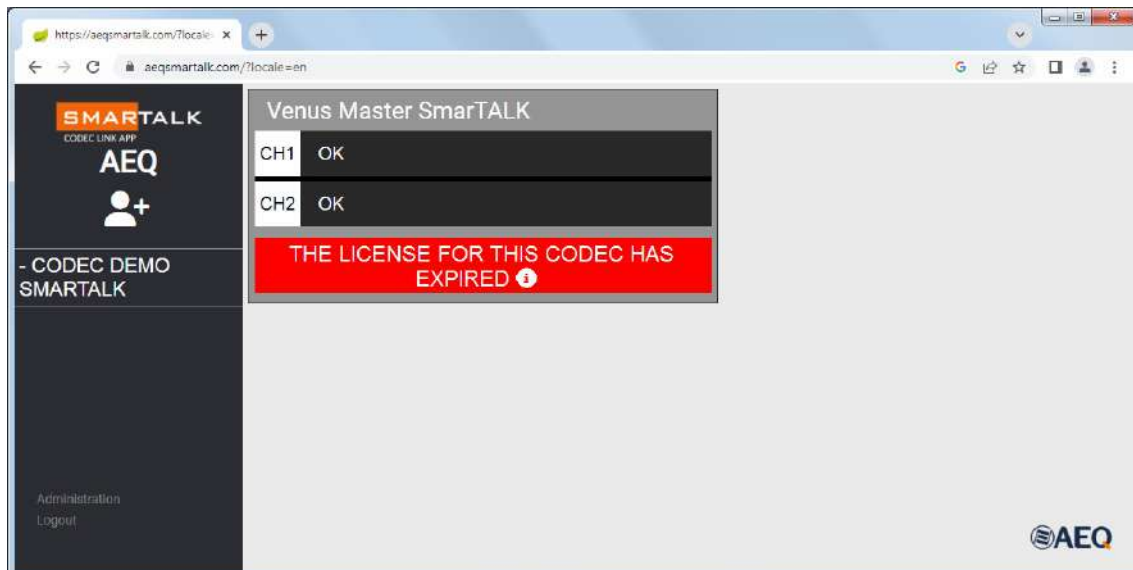 https://aeqsmartalk.com/?locale=
aeqsmartalk.com/?locale=en
SMARTALK
CODEC LINK APP
AEQ
- CODEC DEMO
SMARTALK
Administration
Logout
Venus Master SmarTALK
CH1 OK
CH2 OK
THE LICENSE FOR THIS CODEC HAS
EXPIRED
AEQ